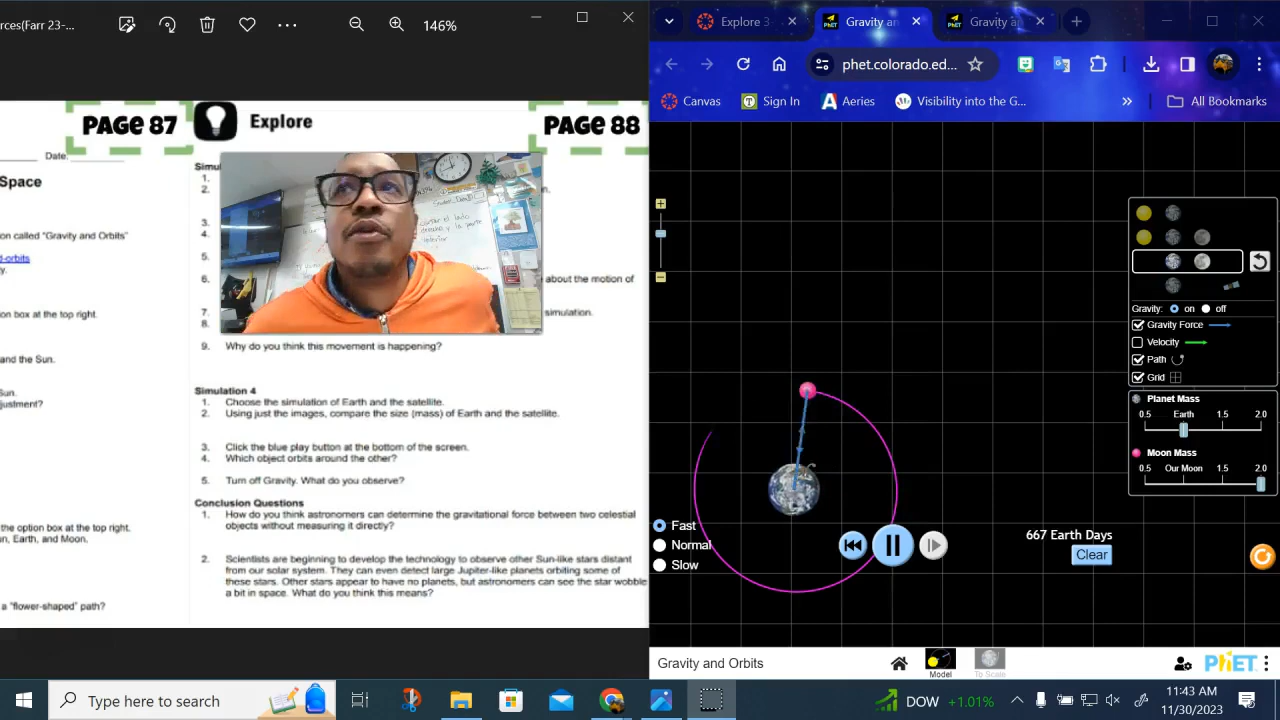 rces(Farr 23-...
146%
PAGE 87
Explore
PAGE 88
Date:
Space
on called "Gravity and Orbits"
d-orbits
y.
on box at the top right.
and the Sun.
Sun.
justment?
the option box at the top right.
un, Earth, and Moon.
a "flower-shaped" path?
Simul
1.
2.
n.
3.
4.
5.
6.
about the motion of
7.
simulation.
8.
9. Why do you think this movement is happening?
Simulation 4
1. Choose the simulation of Earth and the satellite.
2. Using just the images, compare the size (mass) of Earth and the satellite.
3. Click the blue play button at the bottom of the screen.
4. Which object orbits around the other?
5. Turn off Gravity. What do you observe?
Conclusion Questions
1. How do you think astronomers can determine the gravitational force between two celestial
objects without measuring it directly?
2. Scientists are beginning to develop the technology to observe other Sun-like stars distant
from our solar system. They can even detect large Jupiter-like planets orbiting some of
these stars. Other stars appear to have no planets, but astronomers can see the star wobble
a bit in space. What do you think this means?
Explore 3
Gravity a
Gravity a
phet.colorado.ed...
Canvas
Sign In
Aeries
Visibility into the G...
All Bookmarks
Gravity: on off
Gravity Force
Velocity
Path
Grid
Planet Mass
0.5 Earth 1.5 2.0
Moon Mass
0.5 Our Moon 1.5 2.0
Fast
Normal
Slow
667 Earth Days
Clear
Gravity and Orbits
Model
To Scale
PhET
Type here to search
DOW +1.01%
11:43 AM
11/30/2023